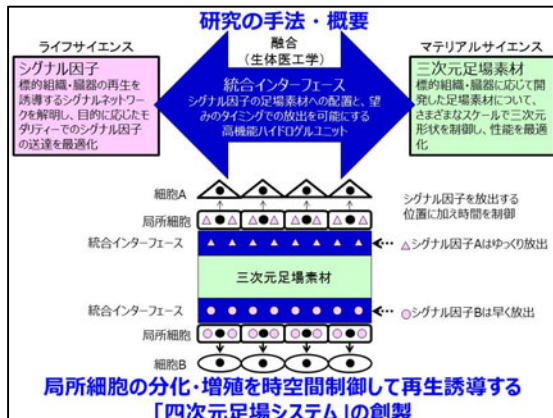 研究の手法・概要
ライフサイエンス
融合
(生体医工学)
マテリアルサイエンス
シグナル因子
標的組織・臓器の再生を
誘導するシグナルネットワー
クを解明し、目的に応じたモ
ダリティーでのシグナル因子
の送達を最適化
統合インターフェース
シグナル因子の足場素材への配置と、望
みのタイミングでの放出を可能にする
高機能ハイドロゲルユニット
三次元足場素材
標的組織・臓器に応じて開
発した足場素材について、
さまざまなスケールで三次元
形状を制御し、性能を最適
化
細胞A
局所細胞
シグナル因子を放出する
位置に加え時間を制御
統合インターフェース
△シグナル因子Aはゆっくり放出
三次元足場素材
統合インターフェース
○シグナル因子Bは早く放出
局所細胞
細胞B
局所細胞の分化・増殖を時空間制御して再生誘導する
「四次元足場システム」の創製